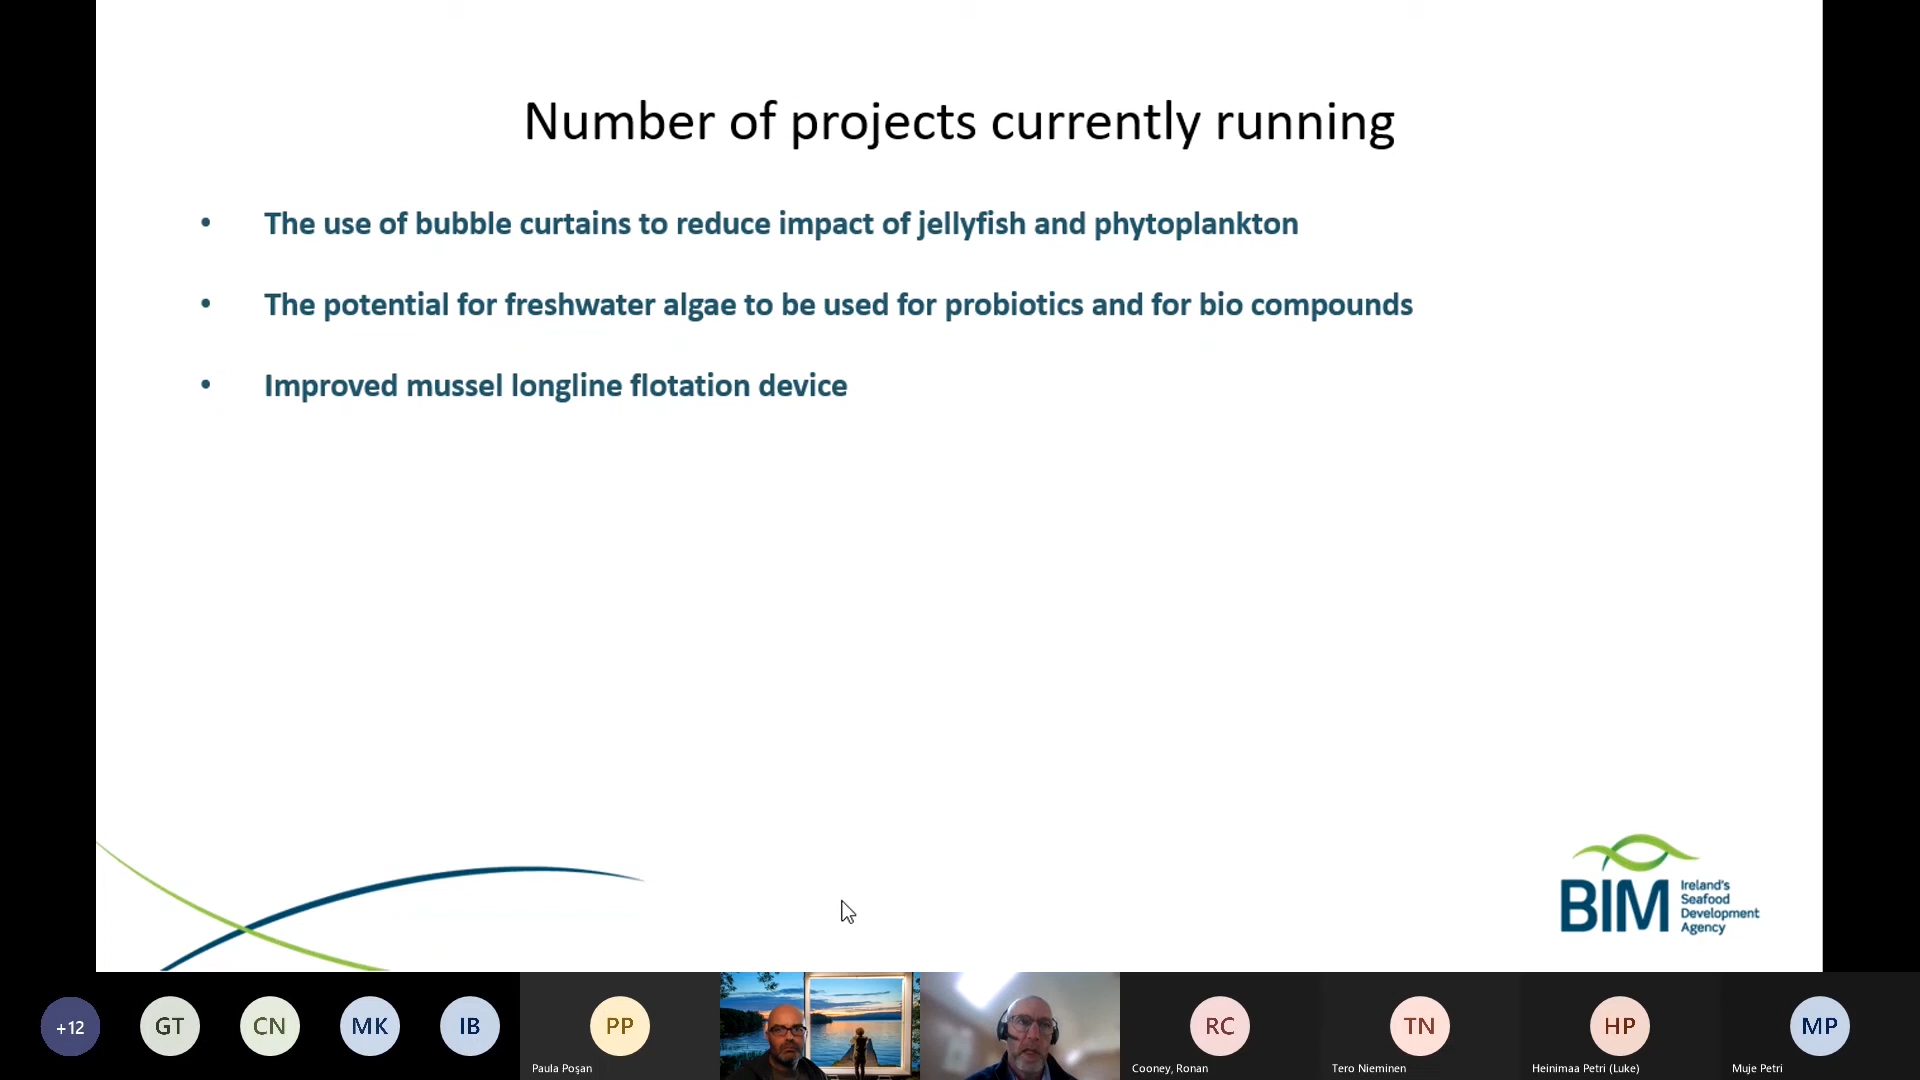 Number of projects currently running
• The use of bubble curtains to reduce impact of jellyfish and phytoplankton
• The potential for freshwater algae to be used for probiotics and for bio compounds
• Improved mussel longline flotation device
BIM
Ireland's
Seafood
Development
Agency
+12
GT
CN
MK
IB
PP
Paula Poşan
RC
Cooney, Ronan
TN
Tero Nieminen
HP
Heinimaa Petri (Luke)
MP
Muje Petri